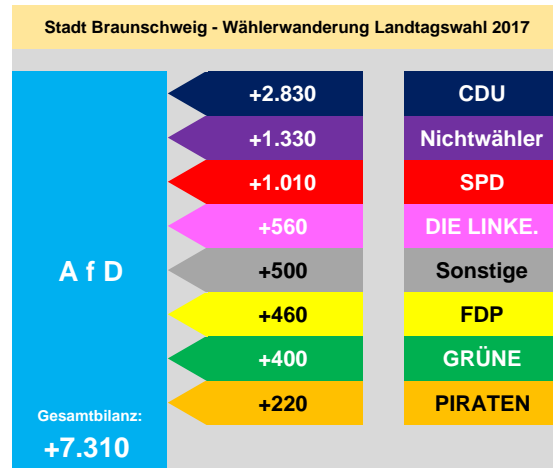 Stadt Braunschweig - Wählerwanderung Landtagswahl 2017
+2.830 CDU
+1.330 Nichtwähler
+1.010 SPD
+560 DIE LINKE.
A f D +500 Sonstige
+460 FDP
+400 GRÜNE
+220 PIRATEN
Gesamtbilanz:
+7.310